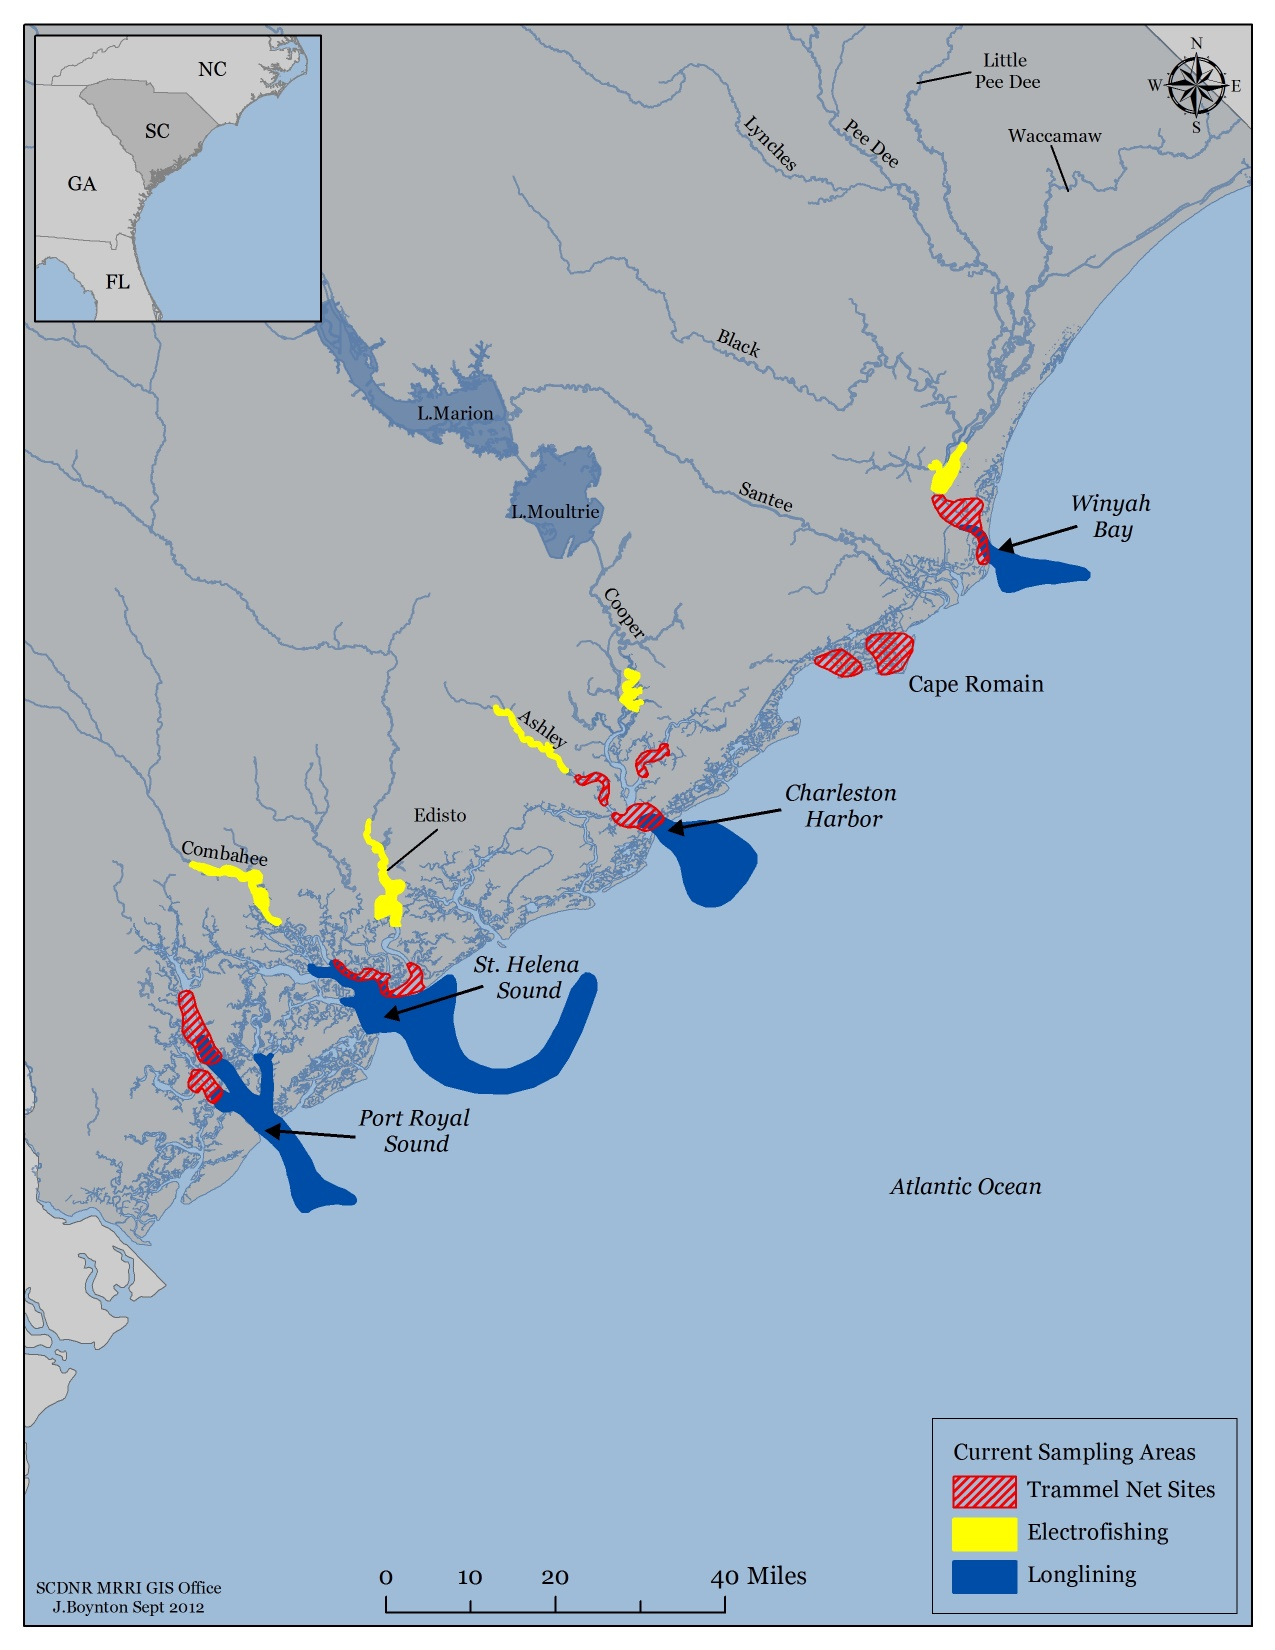 NC
SC
GA
FL
N
W
E
S
Little
Pee Dee
Waccamaw
Lynches
Pee Dee
Black
L.Marion
L.Moultrie
Santee
Winyah
Bay
Cooper
Cape Romain
Ashley
Charleston
Harbor
Edisto
Combahee
St. Helena
Sound
Port Royal
Sound
Atlantic Ocean
Current Sampling Areas
Trammel Net Sites
Electrofishing
Longlining
0 10 20 40 Miles
SCDNR MRRI GIS Office
J.Boynton Sept 2012